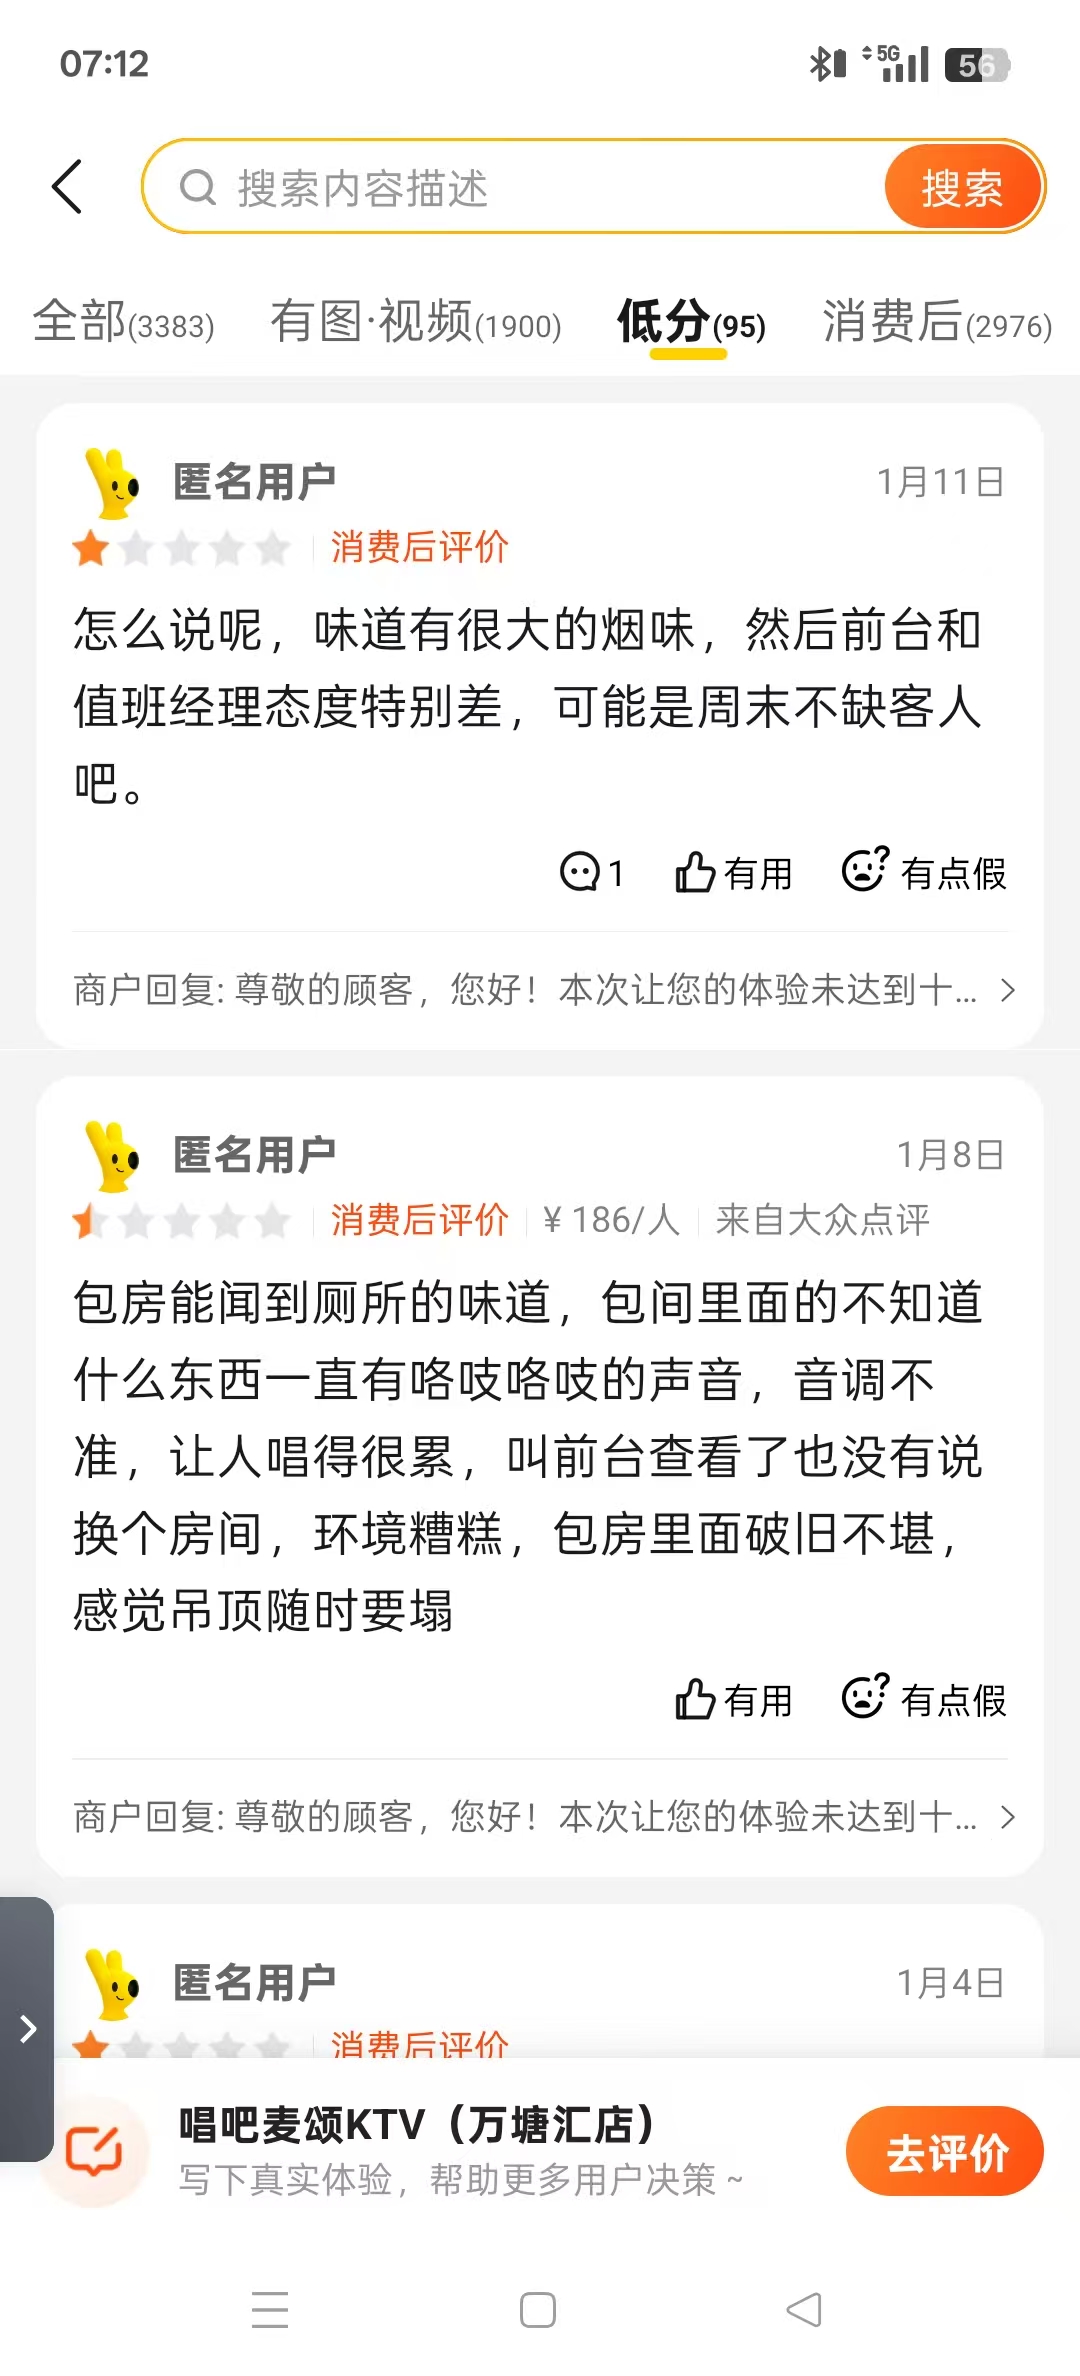 07:12
5G
56
搜索内容描述
搜索
全部(3383) 有图·视频(1900) 低分(95) 消费后(2976)
匿名用户
1月11日
消费后评价
怎么说呢，味道有很大的烟味，然后前台和
值班经理态度特别差，可能是周末不缺客人
吧。
1 有用 有点假
商户回复: 尊敬的顾客，您好！本次让您的体验未达到十...
匿名用户
1月8日
消费后评价 ¥ 186/人 来自大众点评
包房能闻到厕所的味道，包间里面的不知道
什么东西一直有咯吱咯吱的声音，音调不
准，让人唱得很累，叫前台查看了也没有说
换个房间，环境糟糕，包房里面破旧不堪，
感觉吊顶随时要塌
有用 有点假
商户回复: 尊敬的顾客，您好！本次让您的体验未达到十...
匿名用户
1月4日
消费后评价
唱吧麦颂KTV（万塘汇店）
写下真实体验，帮助更多用户决策 ~
去评价